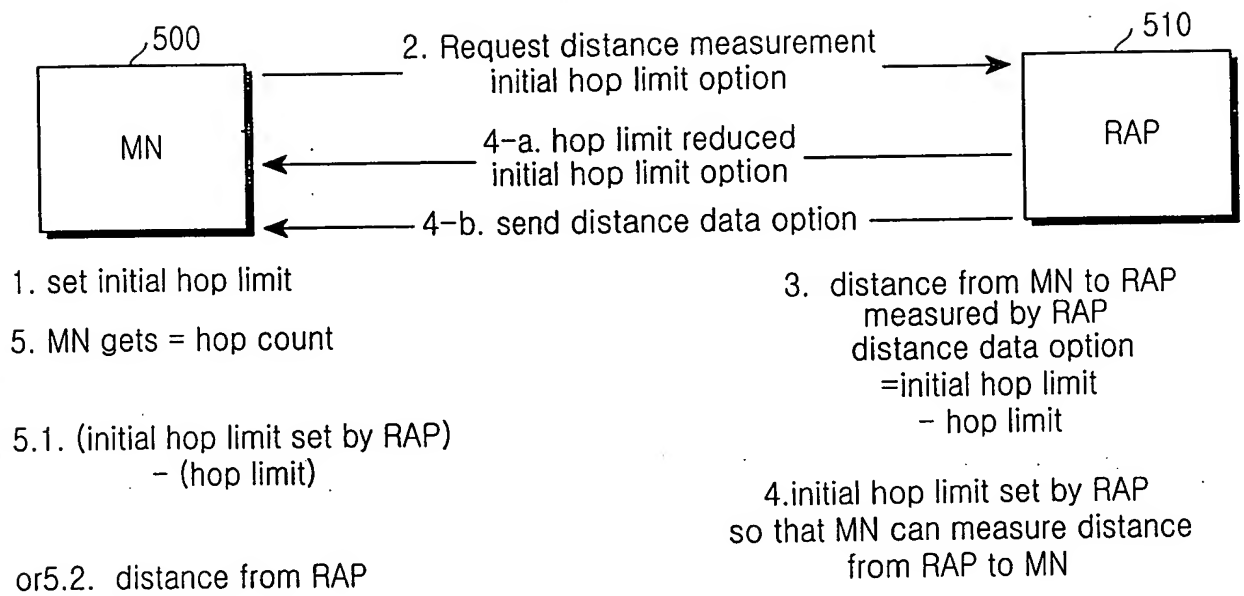 500
510
2. Request distance measurement
initial hop limit option
MN
RAP
4-a. hop limit reduced
initial hop limit option
4-b. send distance data option
1. set initial hop limit
5. MN gets = hop count
5.1. (initial hop limit set by RAP)
– (hop limit)
or5.2. distance from RAP
3. distance from MN to RAP
measured by RAP
distance data option
=initial hop limit
– hop limit
4.initial hop limit set by RAP
so that MN can measure distance
from RAP to MN